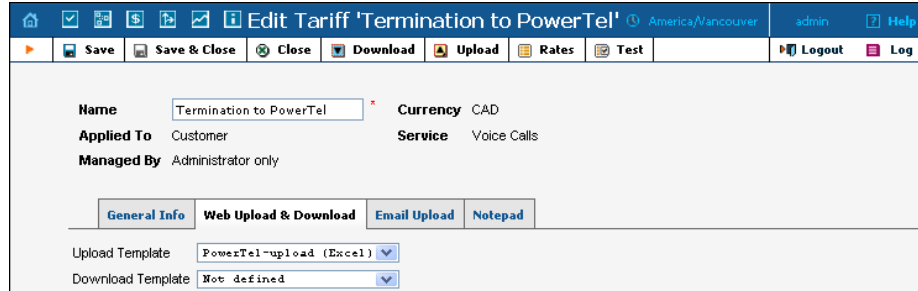 Edit Tariff 'Termination to PowerTel' America/Vancouver admin ? Help
Save Save & Close Close Download Upload Rates Test Logout Log
Name Termination to PowerTel * Currency CAD
Applied To Customer Service Voice Calls
Managed By Administrator only
General Info Web Upload & Download Email Upload Notepad
Upload Template PowerTel-upload (Excel)
Download Template Not defined